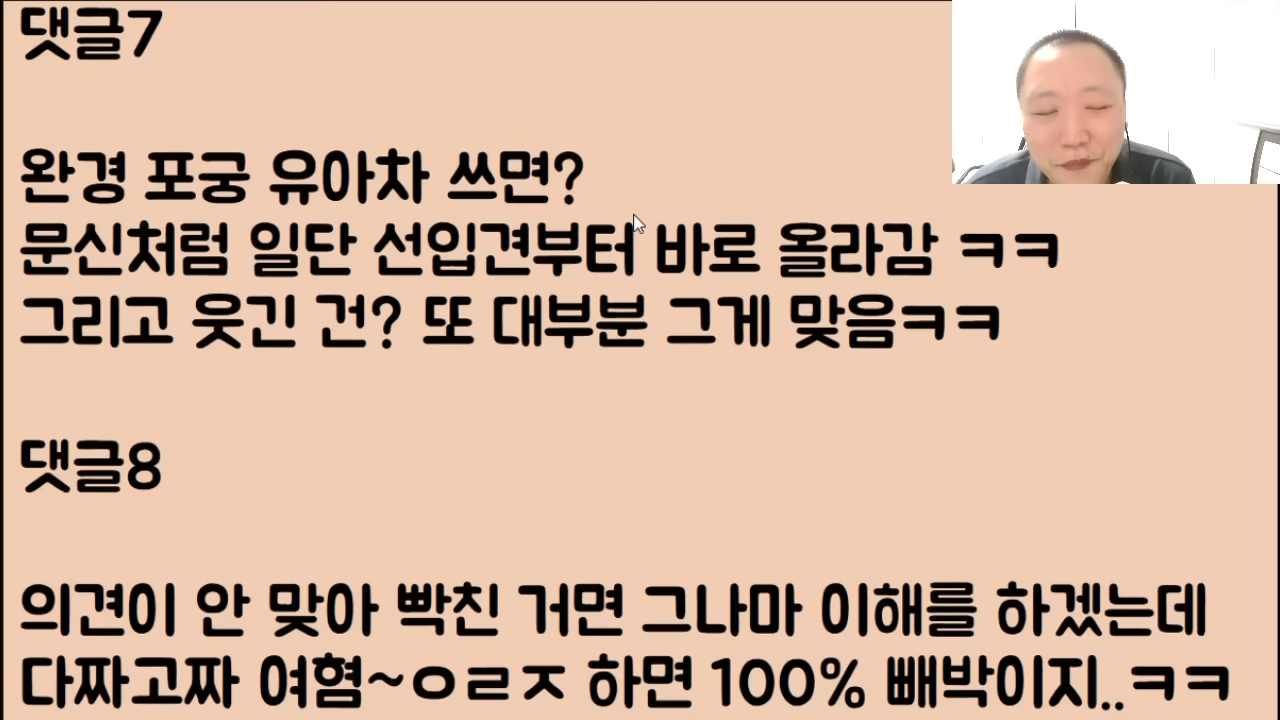 댓글7
완경 포궁 유아차 쓰면?
문신처럼 일단 선입견부터 바로 올라감 ㅋㅋ
그리고 웃긴 건? 또 대부분 그게 맞음ㅋㅋ
댓글8
의견이 안 맞아 빡친 거면 그나마 이해를 하겠는데
다짜고짜 여혐~ㅇㄹㅈ 하면 100% 빼박이지..ㅋㅋ